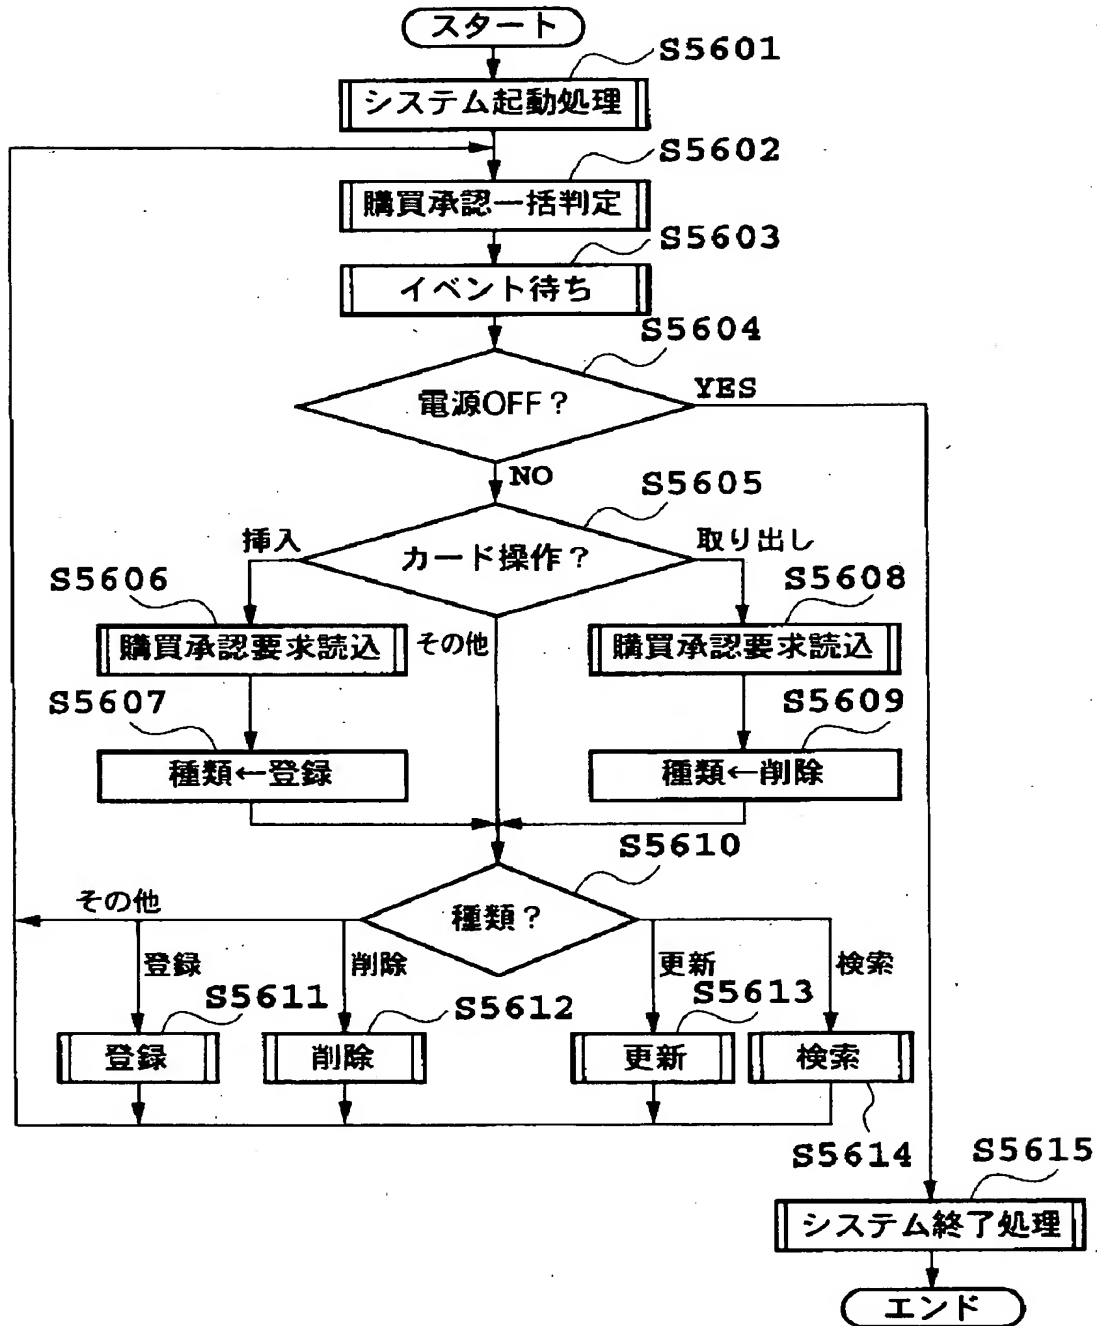 スタート
S5601
システム起動処理
S5602
購買承認一括判定
S5603
イベント待ち
S5604
電源OFF？
YES
NO
S5605
挿入
カード操作？
取り出し
S5606
S5608
購買承認要求読込
その他
購買承認要求読込
S5607
S5609
種類←登録
種類←削除
S5610
その他
種類？
登録
削除
更新
検索
S5611
S5612
S5613
登録
削除
更新
検索
S5614
S5615
システム終了処理
エンド